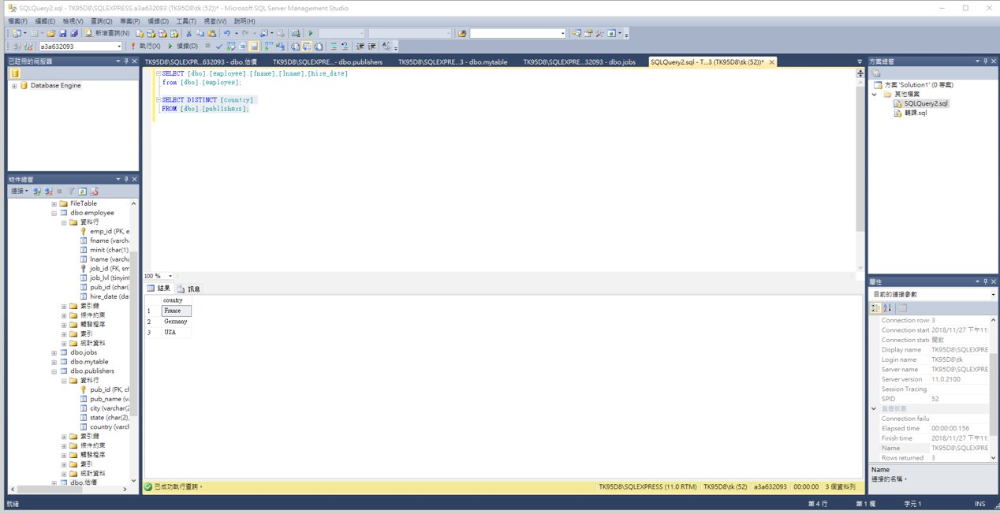 SQLQuery2.sql - TK95D8\SQLEXPRESS.a3a632093 (TK95D8\tk (52))* - Microsoft SQL Server Management Studio
檔案(F) 編輯(E) 檢視(V) 查詢(Q) 專案(P) 偵錯(D) 工具(T) 視窗(W) 說明(H)
新增查詢(N)
a3a632093 執行(X) 偵錯(D)
已註冊的伺服器
Database Engine
物件總管
連接
FileTable
dbo.employee
資料行
emp_id (PK, c
fname (varch
minit (char(1)
lname (varch
job_id (FK, sm
job_lvl (tinyint
pub_id (char(
hire_date (da
索引鍵
條件約束
觸發程序
索引
統計資料
dbo.jobs
dbo.mytable
dbo.publishers
資料行
pub_id (PK, ch
pub_name (va
city (varchar(2
state (char(2),
country (varch
索引鍵
條件約束
觸發程序
索引
統計資料
dbo.估價
TK95D8\SQLEXPR...632093 - dbo.估價 TK95D8\SQLEXPRE...- dbo.publishers TK95D8\SQLEXPRE...3 - dbo.mytable TK95D8\SQLEXPRE...32093 - dbo.jobs SQLQuery2.sql - T...3 (TK95D8\tk (52))*
SELECT [dbo].[employee].[fname],[lname],[hire_date]
from [dbo].[employee];
SELECT DISTINCT [country]
FROM [dbo].[publishers];
100 %
結果 訊息
country
1 France
2 Germany
3 USA
已成功執行查詢。 TK95D8\SQLEXPRESS (11.0 RTM) TK95D8\tk (52) a3a632093 00:00:00 3 個資料列
方案總管
方案 'Solution1' (0 專案)
其他檔案
SQLQuery2.sql
輔課.sql
屬性
目前的連接參數
Connection rows 3
Connection start 2018/11/27 下午11:
Connection state 開啟
Display name TK95D8\SQLEXPRE
Login name TK95D8\tk
Server name TK95D8\SQLEXPRE
Server version 11.0.2100
Session Tracing
SPID 52
彙總狀態
Connection failu
Elapsed time 00:00:00.156
Finish time 2018/11/27 下午11:
Name TK95D8\SQLEXPRE
Rows returned 3
Name
連接的名稱。
就緒 第 4 行 第 1 欄 字元 1 INS